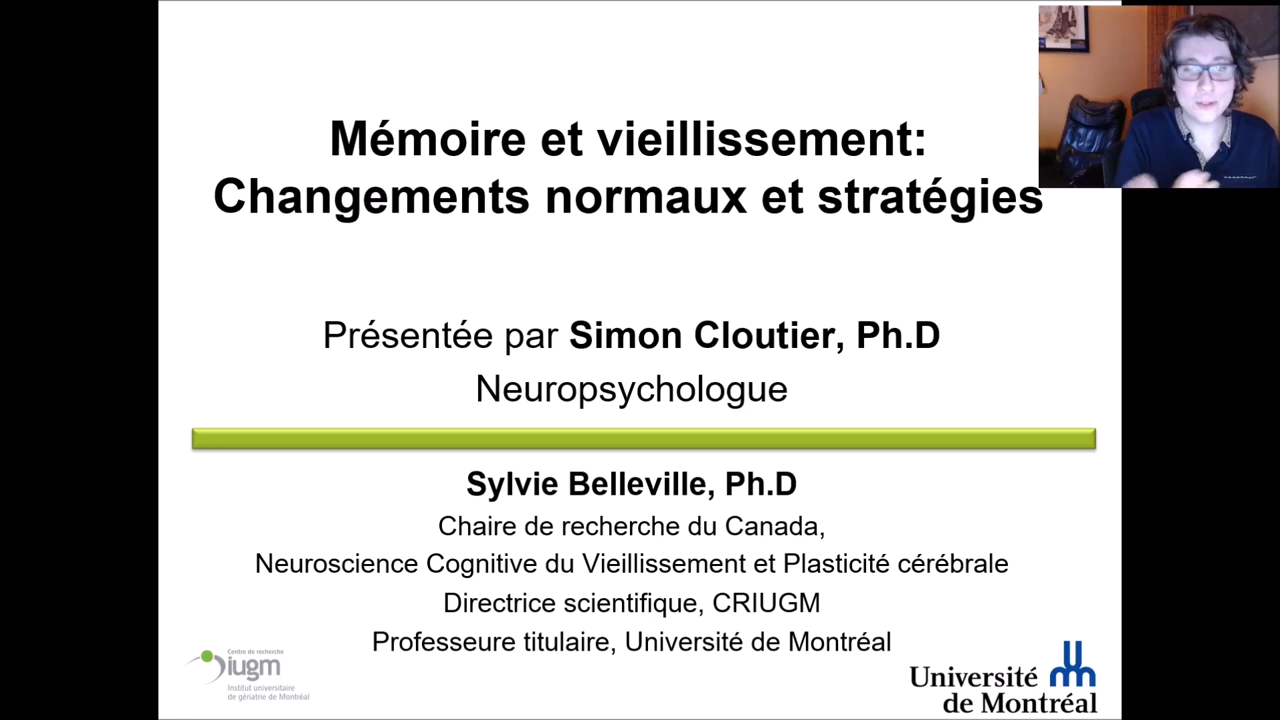 Mémoire et vieillissement:
Changements normaux et stratégies
Présentée par Simon Cloutier, Ph.D
Neuropsychologue
Sylvie Belleville, Ph.D
Chaire de recherche du Canada,
Neuroscience Cognitive du Vieillissement et Plasticité cérébrale
Directrice scientifique, CRIUGM
Professeure titulaire, Université de Montréal
Centre de recherche
iugm
Institut universitaire
de gériatrie de Montréal
Université
de Montréal